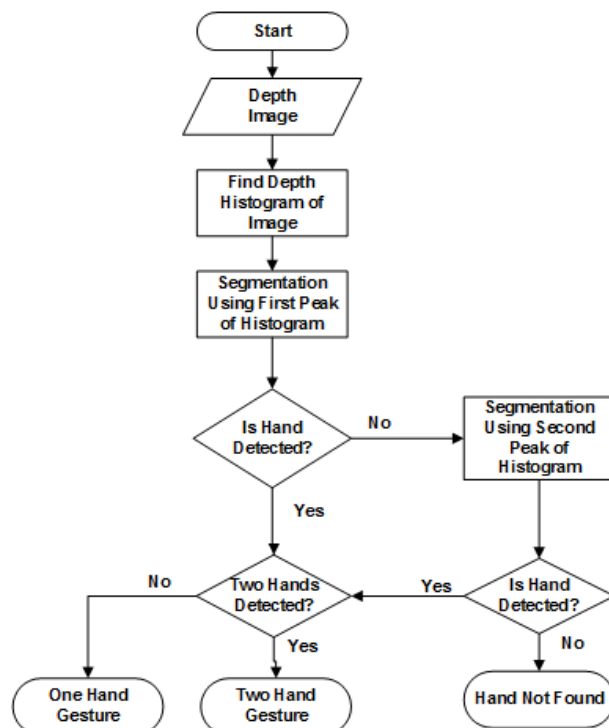 Start
Depth
Image
Find Depth
Histogram of
Image
Segmentation
Using First Peak
of Histogram
Is Hand
Detected?
No
Segmentation
Using Second
Peak of
Histogram
Yes
No
Two Hands
Detected?
Yes
Is Hand
Detected?
Yes
No
One Hand
Gesture
Two Hand
Gesture
Hand Not Found